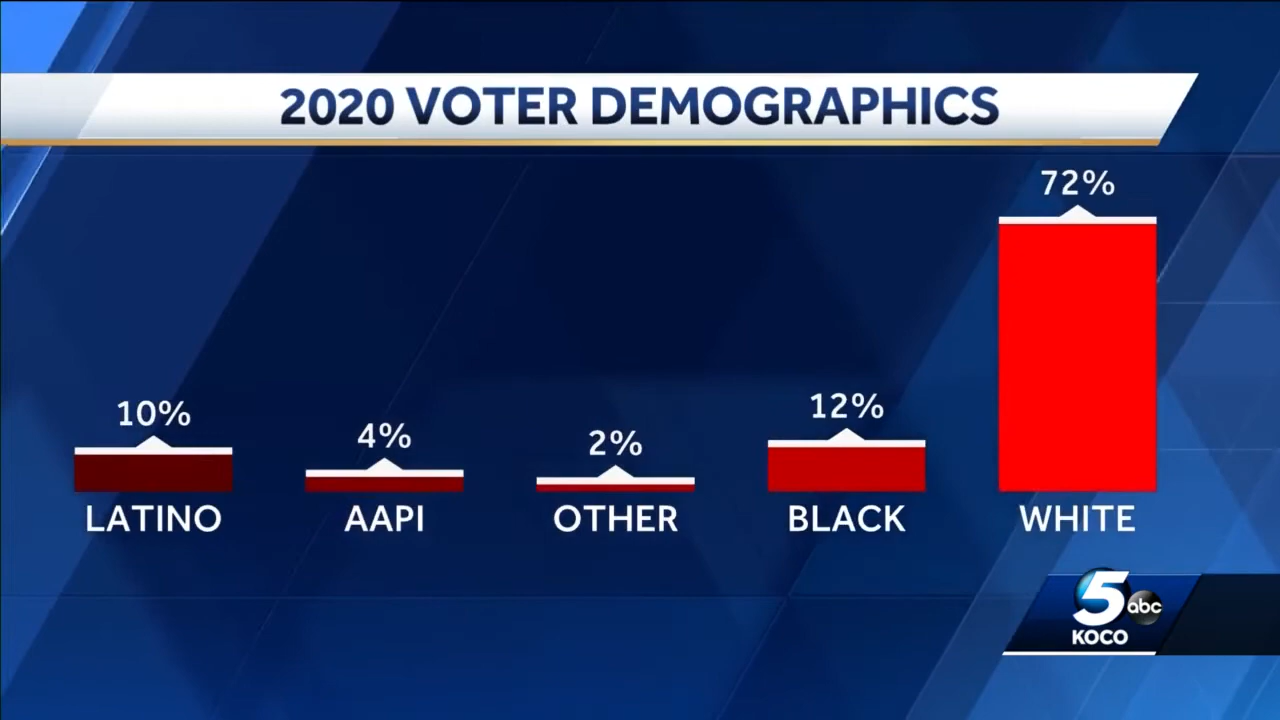 2020 VOTER DEMOGRAPHICS
10%
4%
2%
12%
72%
LATINO
AAPI
OTHER
BLACK
WHITE
5
abc
KOCO